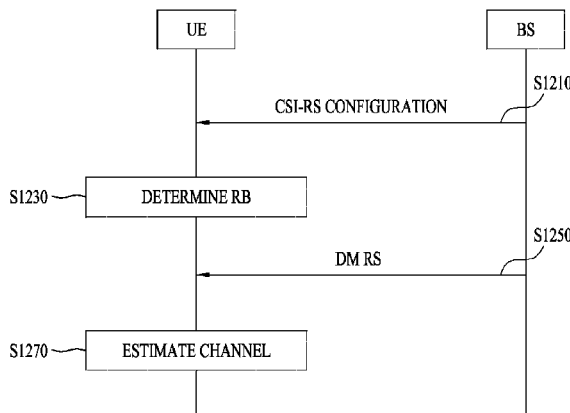 UE
BS
S1210
CSI-RS CONFIGURATION
S1230
DETERMINE RB
S1250
DM RS
S1270
ESTIMATE CHANNEL